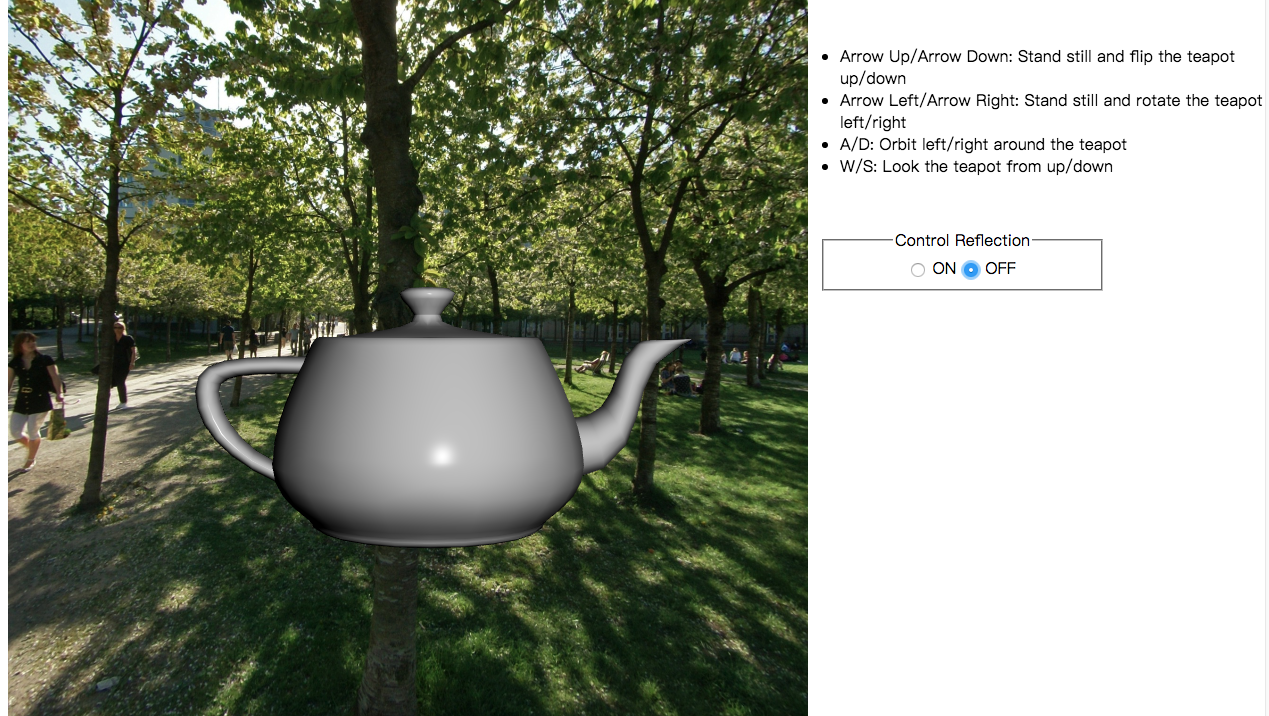 Arrow Up/Arrow Down: Stand still and flip the teapot
up/down
Arrow Left/Arrow Right: Stand still and rotate the teapot
left/right
A/D: Orbit left/right around the teapot
W/S: Look the teapot from up/down
Control Reflection
ON OFF